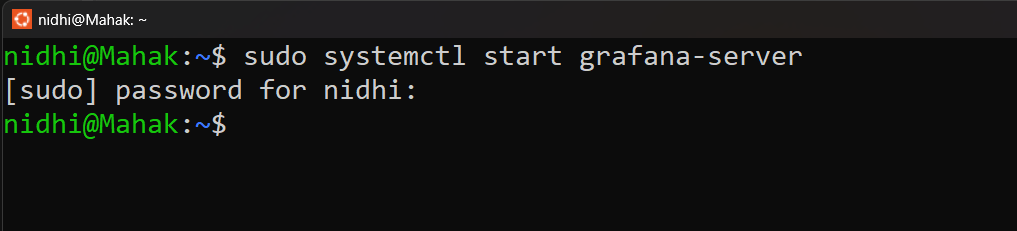 nidhi@Mahak: ~
nidhi@Mahak:~$ sudo systemctl start grafana-server
[sudo] password for nidhi:
nidhi@Mahak:~$